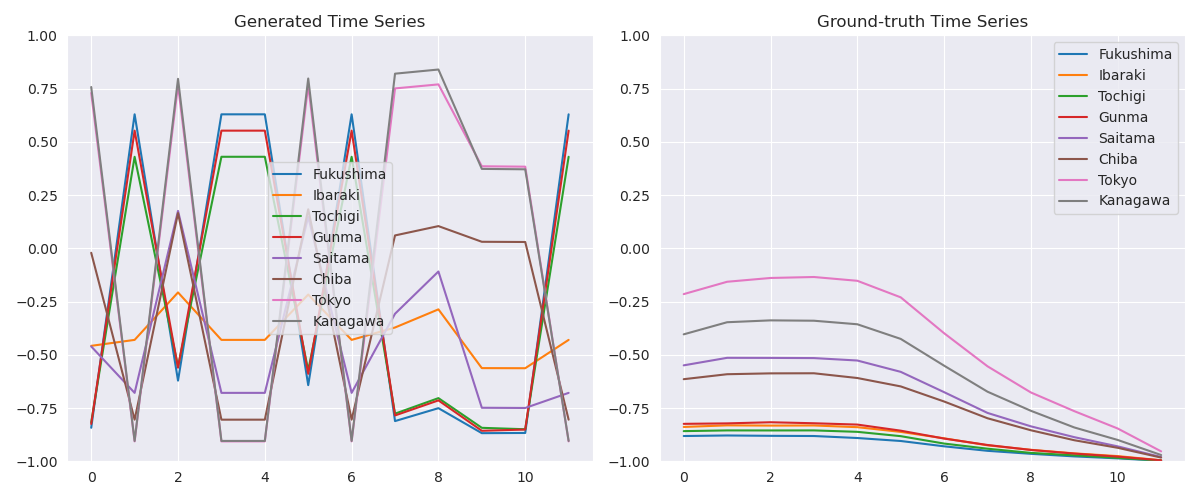 Generated Time Series
1.00
0.75
0.50
0.25
0.00
−0.25
−0.50
−0.75
−1.00
0 2 4 6 8 10
Fukushima
Ibaraki
Tochigi
Gunma
Saitama
Chiba
Tokyo
Kanagawa
Ground-truth Time Series
1.00
0.75
0.50
0.25
0.00
−0.25
−0.50
−0.75
−1.00
0 2 4 6 8 10
Fukushima
Ibaraki
Tochigi
Gunma
Saitama
Chiba
Tokyo
Kanagawa